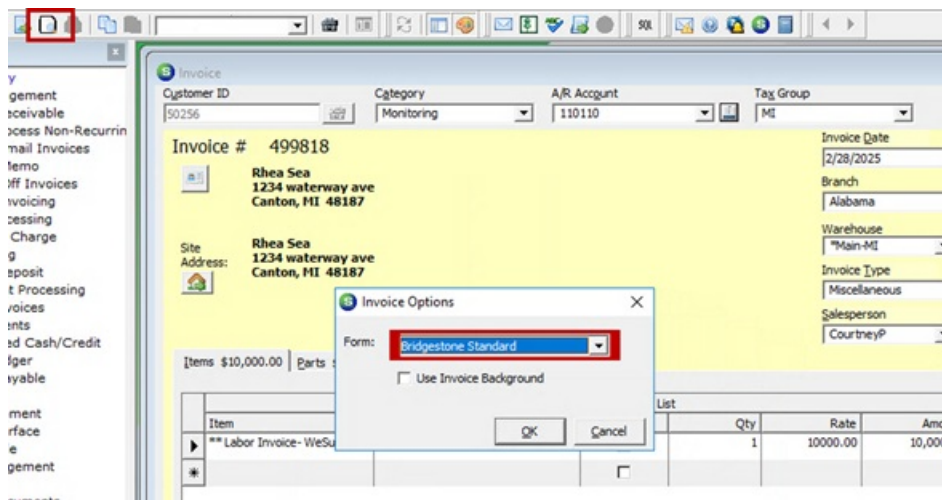 SQL
Invoice
Customer ID Category A/R Account Tax Group
50256 Monitoring 110110 MI
Invoice # 499818
Rhea Sea
1234 waterway ave
Canton, MI 48187
Site Address:
Rhea Sea
1234 waterway ave
Canton, MI 48187
Invoice Date
2/28/2025
Branch
Alabama
Warehouse
"Main-MI
Invoice Type
Miscellaneous
Salesperson
CourtneyP
y
gement
eceivable
ocess Non-Recurrin
mail Invoices
Memo
Off Invoices
nvoicing
cessing
Charge
g
eposit
t Processing
voices
ents
ed Cash/Credit
dger
ayable
ment
rface
e
gement
Invoice Options
Form: Bridgestone Standard
Use Invoice Background
OK Cancel
Items $10,000.00 Parts
List
Item Qty Rate Amo
** Labor Invoice- WeSu 1 10000.00 10,000